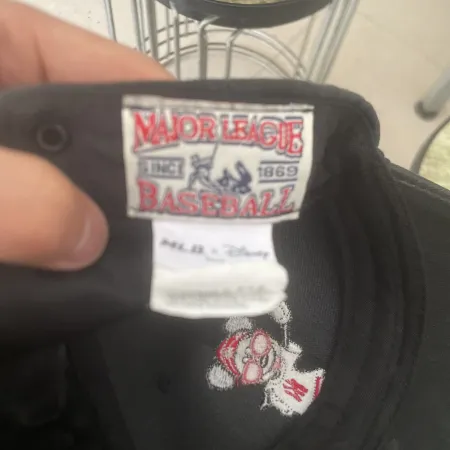 MAJOR LEAGUE
SINCE 1869
BASEBALL
MLB x Disney
M